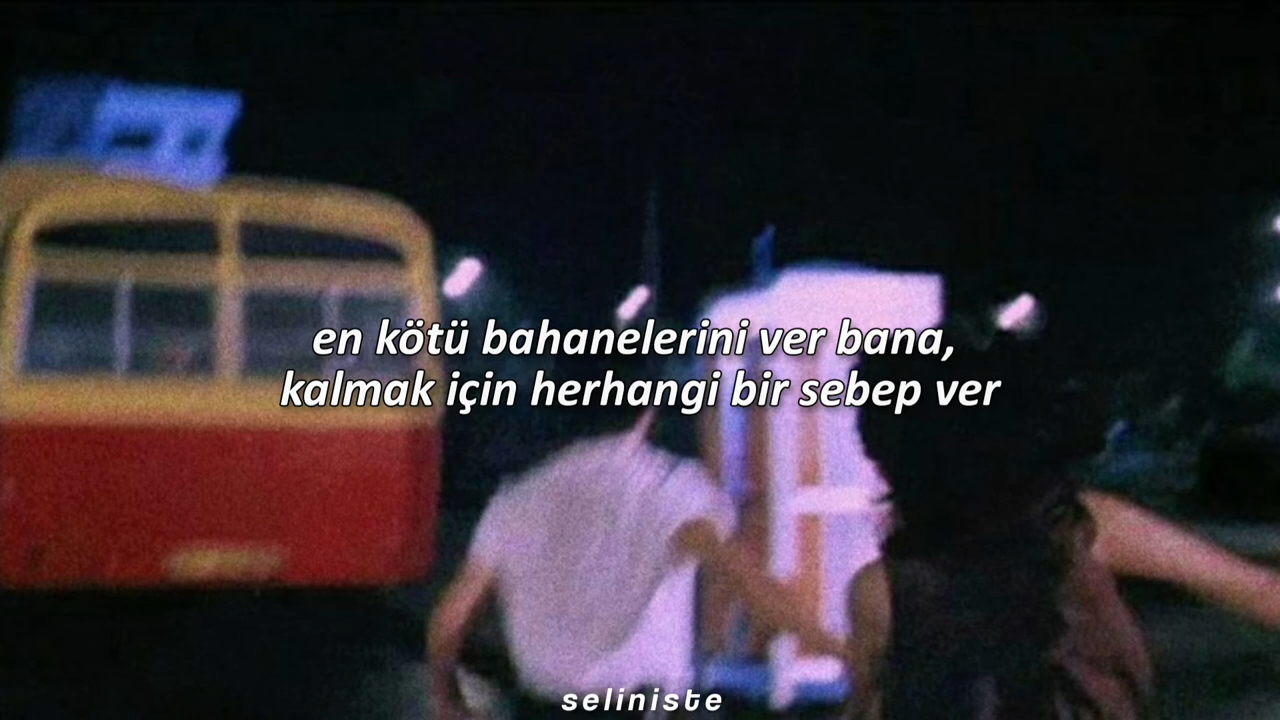 en kötü bahanelerini ver bana,
kalmak için herhangi bir sebep ver
seliniste